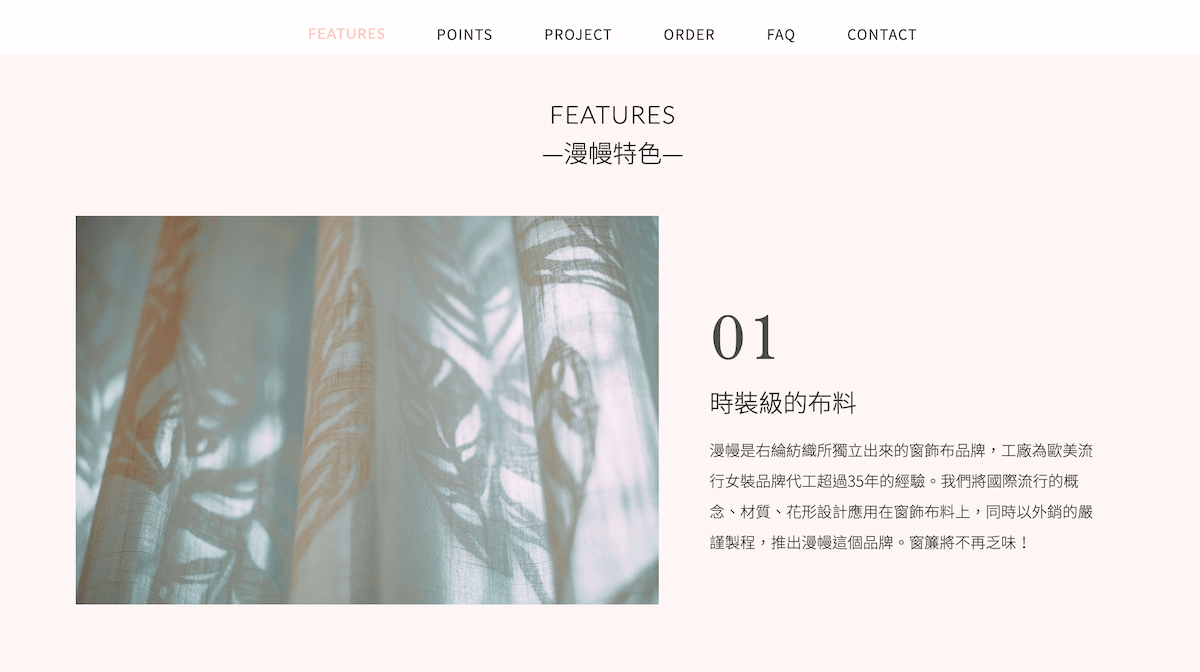 FEATURES POINTS PROJECT ORDER FAQ CONTACT
FEATURES
—漫幔特色—
01
時裝級的布料
漫幔是右綸紡織所獨立出來的窗飾布品牌，工廠為歐美流
行女裝品牌代工超過35年的經驗。我們將國際流行的概
念、材質、花形設計應用在窗飾布料上，同時以外銷的嚴
謹製程，推出漫幔這個品牌。窗簾將不再乏味！